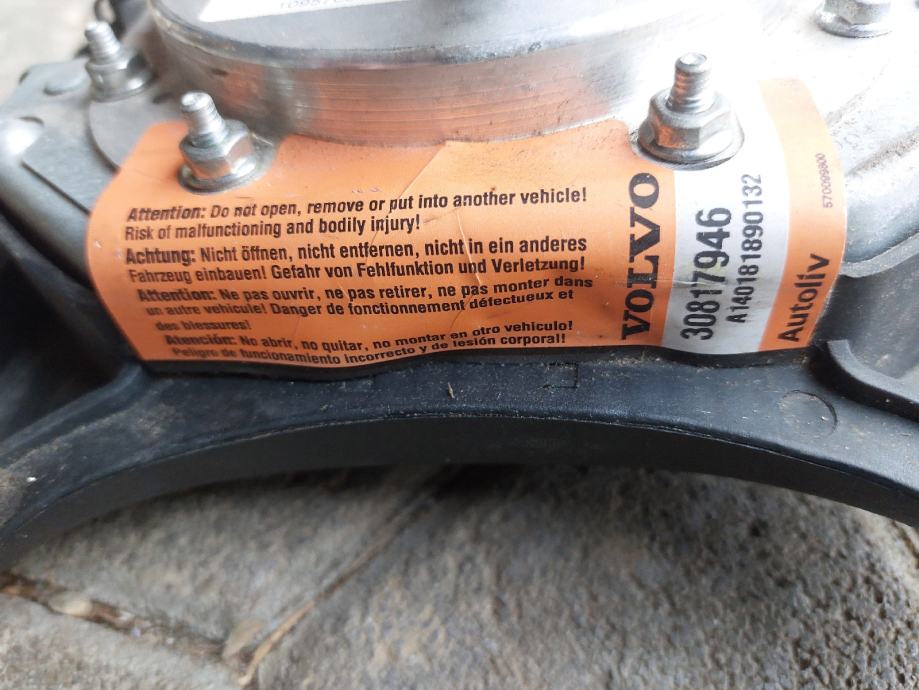 Attention: Do not open, remove or put into another vehicle!
Risk of malfunctioning and bodily injury!
Achtung: Nicht öffnen, nicht entfernen, nicht in ein anderes
Fahrzeug einbauen! Gefahr von Fehlfunktion und Verletzung!
Attention: Ne pas ouvrir, ne pas retirer, ne pas monter dans
un autre vehicule! Danger de fonctionnement défectueux et
des blessures!
Atención: No abrir, no quitar, no montar en otro vehiculo!
Peligro de funcionamiento incorrecto y de lesión corporal!
VOLVO
30817946
A140181890132
Autoliv
570099800